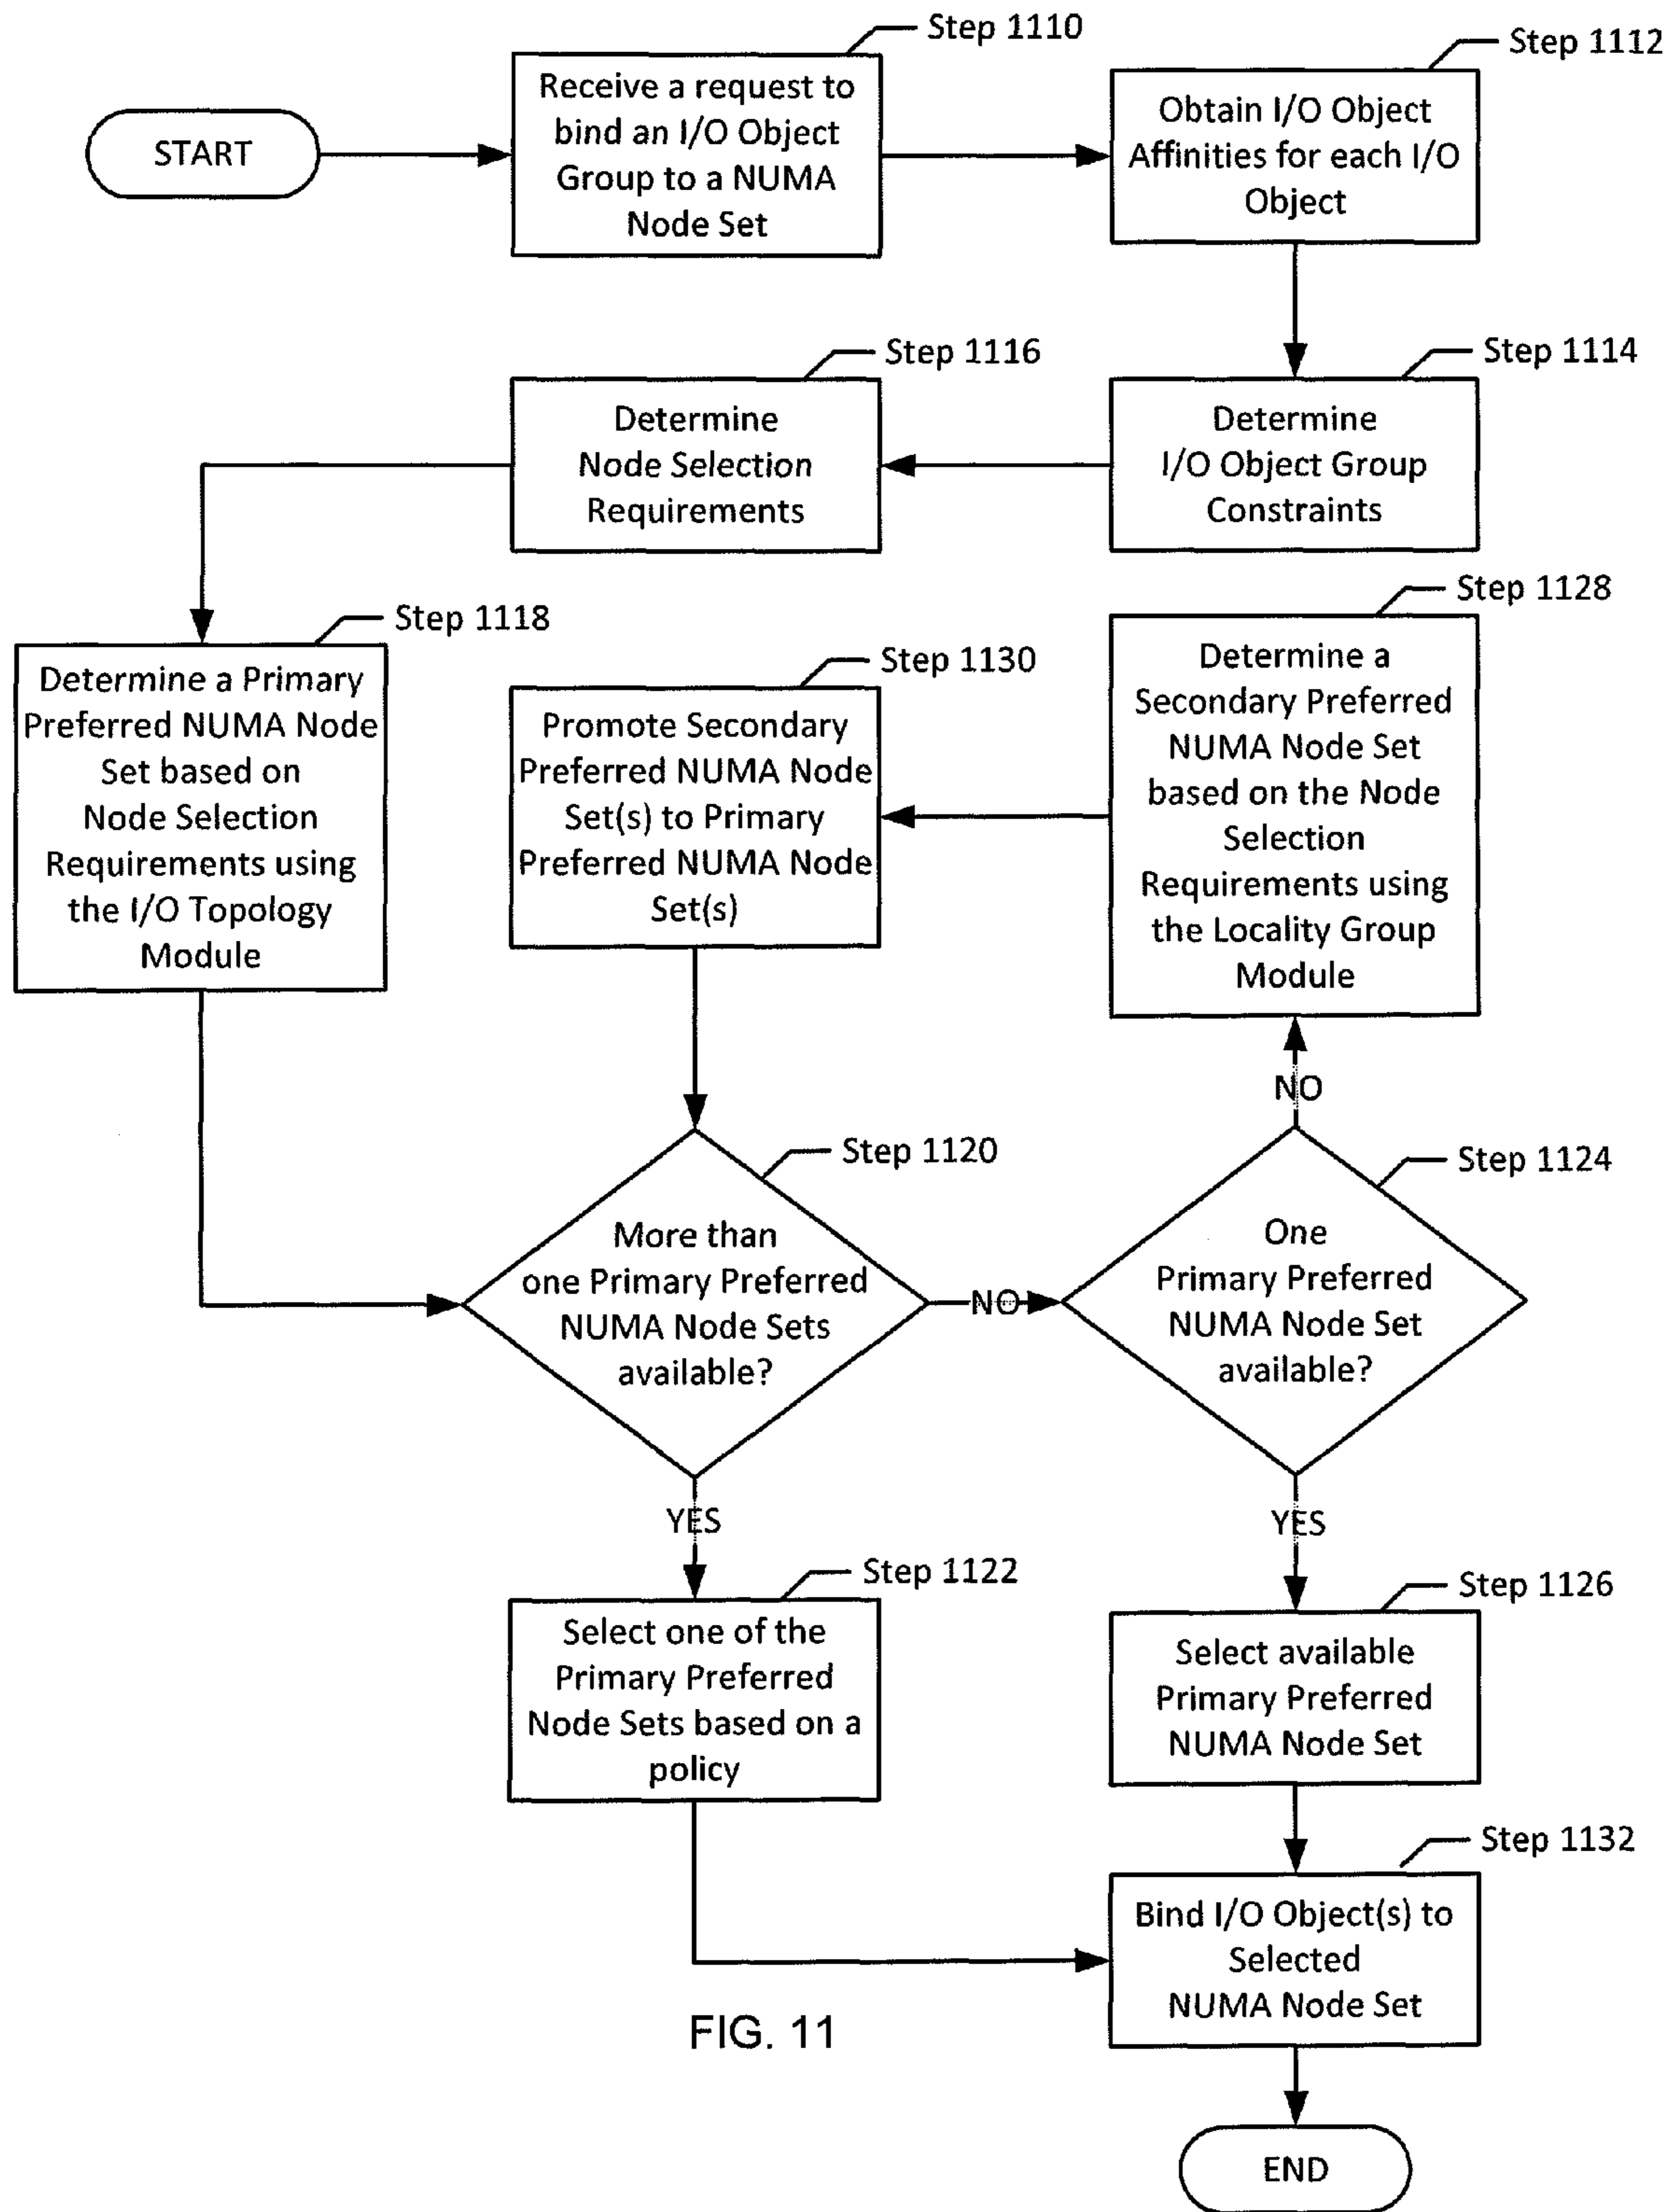 Step 1110
Step 1112
START
Receive a request to
bind an I/O Object
Group to a NUMA
Node Set
Obtain I/O Object
Affinities for each I/O
Object
Step 1116
Step 1114
Determine
Node Selection
Requirements
Determine
I/O Object Group
Constraints
Step 1118
Determine a Primary
Preferred NUMA Node
Set based on
Node Selection
Requirements using
the I/O Topology
Module
Step 1130
Promote Secondary
Preferred NUMA Node
Set(s) to Primary
Preferred NUMA Node
Set(s)
Step 1128
Determine a
Secondary Preferred
NUMA Node Set
based on the Node
Selection
Requirements using
the Locality Group
Module
NO
Step 1120
More than
one Primary Preferred
NUMA Node Sets
available?
NO
Step 1124
One
Primary Preferred
NUMA Node Set
available?
YES
YES
Step 1122
Select one of the
Primary Preferred
Node Sets based on a
policy
Step 1126
Select available
Primary Preferred
NUMA Node Set
Step 1132
Bind I/O Object(s) to
Selected
NUMA Node Set
FIG. 11
END